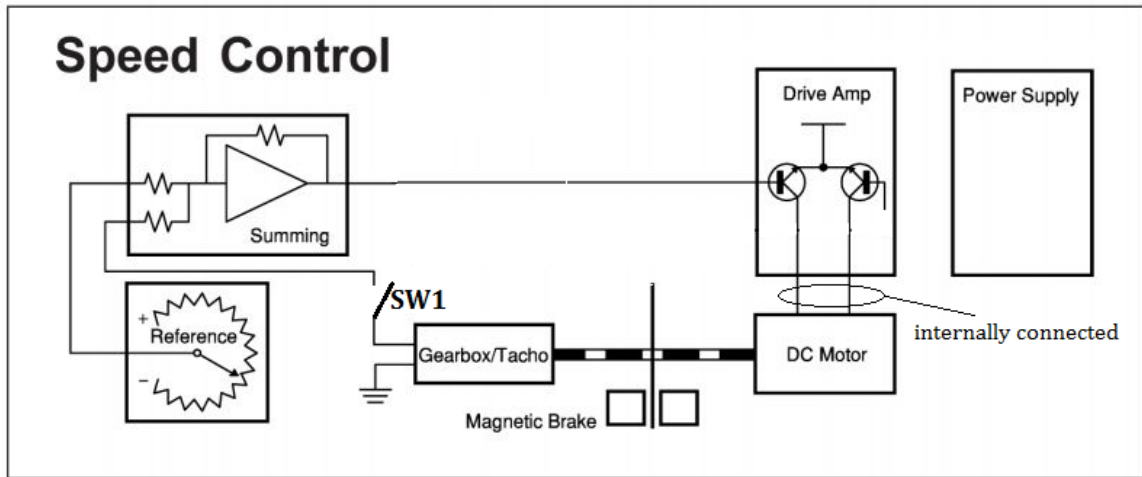 Speed Control
Drive Amp
Power Supply
Summing
SW1
+
Reference
−
Gearbox/Tacho
DC Motor
internally connected
Magnetic Brake